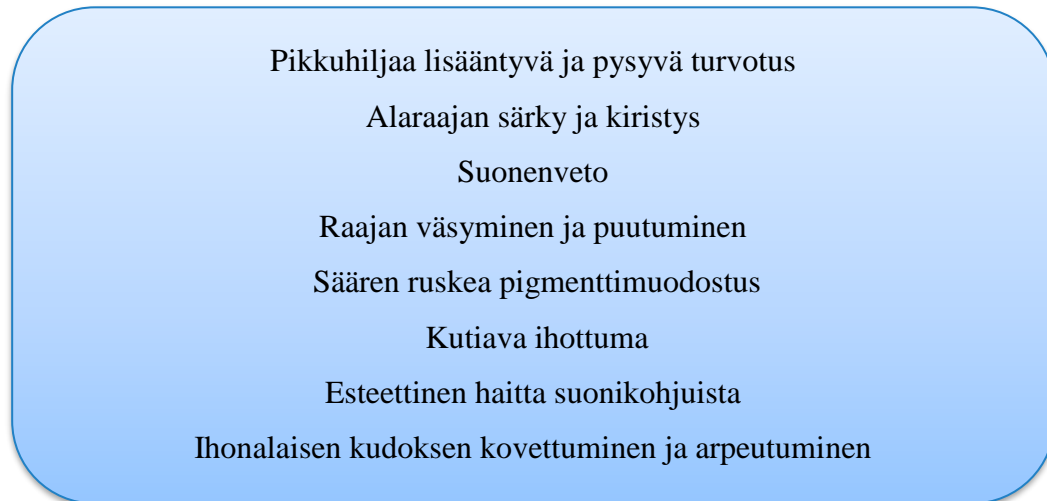 Pikkuhiljaa lisääntyvä ja pysyvä turvotus
Alaraajan särky ja kiristys
Suonenveto
Raajan väsyminen ja puutuminen
Säären ruskea pigmenttimuodostus
Kutiava ihottuma
Esteettinen haitta suonikohjuista
Ihonalaisen kudoksen kovettuminen ja arpeutuminen